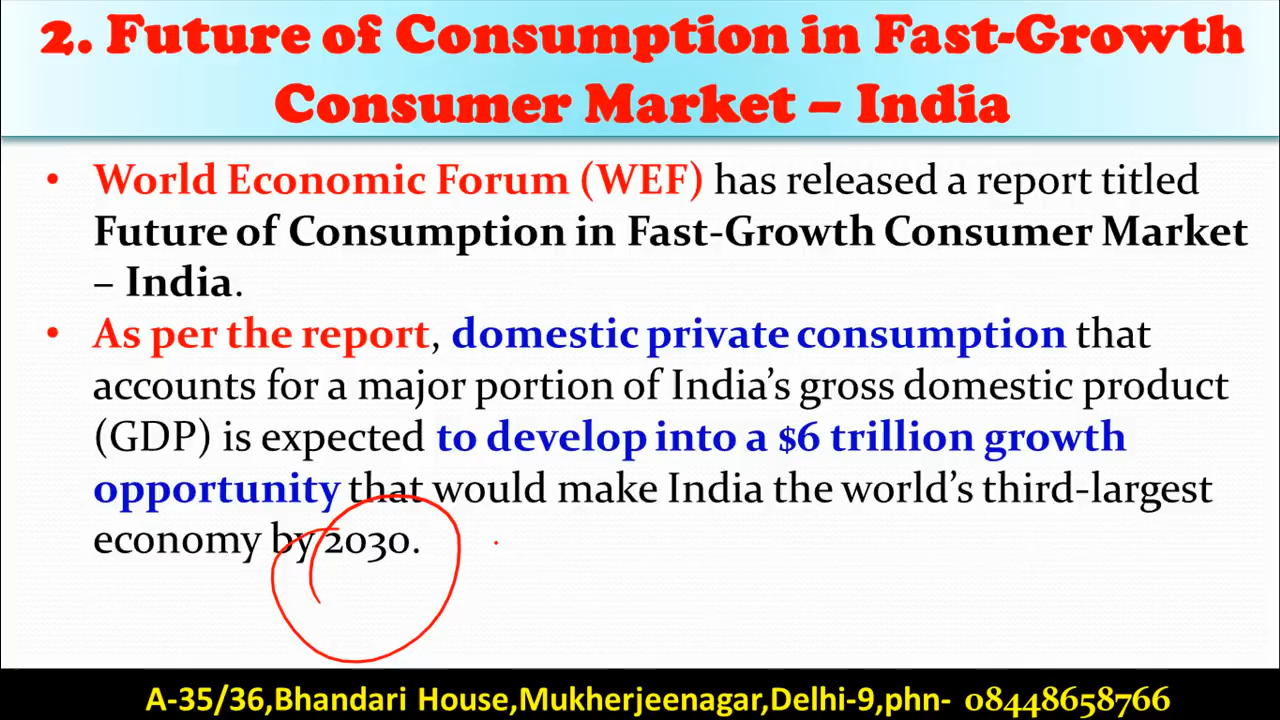 2. Future of Consumption in Fast-Growth
Consumer Market – India
• World Economic Forum (WEF) has released a report titled
Future of Consumption in Fast-Growth Consumer Market
– India.
• As per the report, domestic private consumption that
accounts for a major portion of India's gross domestic product
(GDP) is expected to develop into a $6 trillion growth
opportunity that would make India the world's third-largest
economy by 2030.
A-35/36,Bhandari House,Mukherjeenagar,Delhi-9,phn- 08448658766